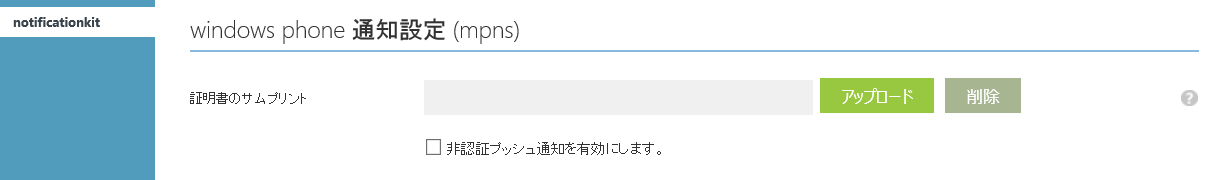 notificationkit
windows phone 通知設定 (mpns)
証明書のサムプリント
アップロード
削除
?
非認証プッシュ通知を有効にします。